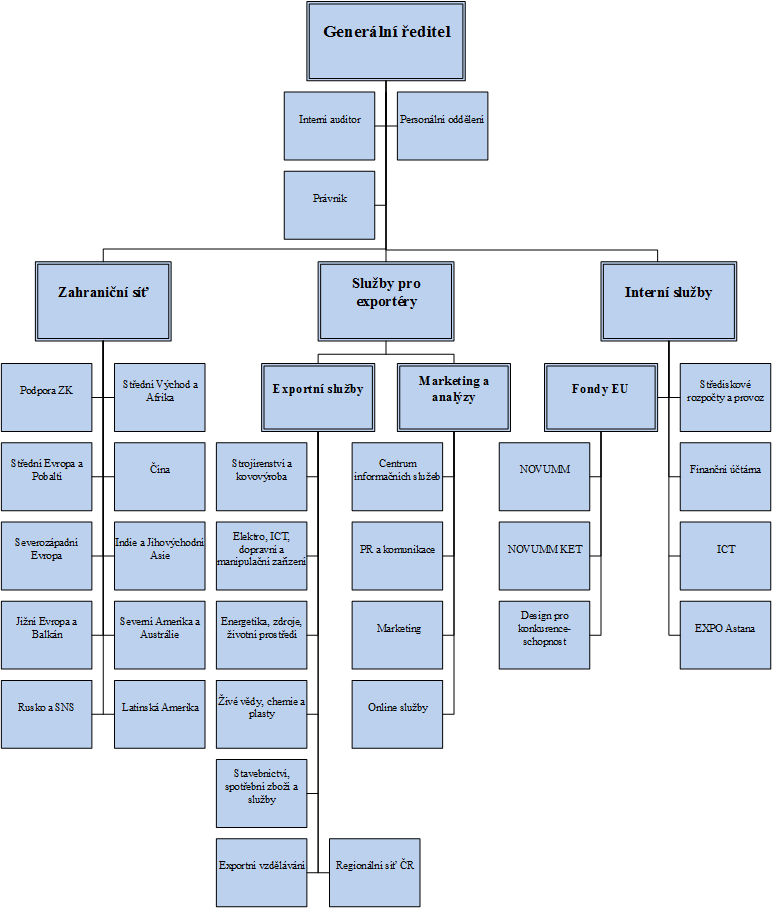 Generální ředitel
Interní auditor
Personální oddělení
Právník
Zahraniční síť
Služby pro
exportéry
Interní služby
Podpora ZK
Střední Východ a
Afrika
Exportní služby
Marketing a
analýzy
Fondy EU
Střediskové
rozpočty a provoz
Střední Evropa a
Pobaltí
Čína
Strojírenství a
kovovýroba
Centrum
informačních služeb
NOVUMM
Finanční účtárna
Severozápadní
Evropa
Indie a Jihovýchodní
Asie
Elektro, ICT,
dopravní a
manipulační zařízení
PR a komunikace
NOVUMM KET
ICT
Jižní Evropa a
Balkán
Severní Amerika a
Austrálie
Energetika, zdroje,
životní prostředí
Marketing
Design pro
konkurence-
schopnost
EXPO Astana
Rusko a SNS
Latinská Amerika
Živé vědy, chemie a
plasty
Online služby
Stavebnictví,
spotřební zboží a
služby
Exportní vzdělávání
Regionální síť ČR